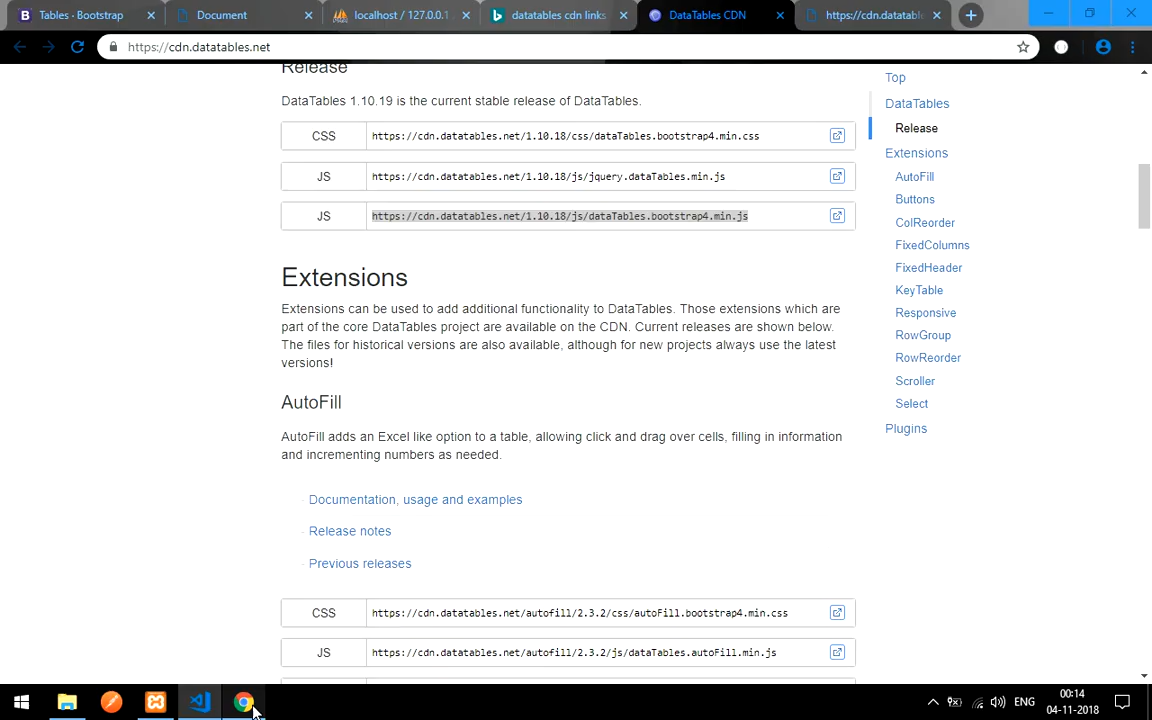 Tables · Bootstrap
Document
localhost / 127.0.0.1
datatables cdn links
DataTables CDN
https://cdn.datatabl
https://cdn.datatables.net
Release
DataTables 1.10.19 is the current stable release of DataTables.
CSS https://cdn.datatables.net/1.10.18/css/dataTables.bootstrap4.min.css
JS https://cdn.datatables.net/1.10.18/js/jquery.dataTables.min.js
JS https://cdn.datatables.net/1.10.18/js/dataTables.bootstrap4.min.js
Extensions
Extensions can be used to add additional functionality to DataTables. Those extensions which are
part of the core DataTables project are available on the CDN. Current releases are shown below.
The files for historical versions are also available, although for new projects always use the latest
versions!
AutoFill
AutoFill adds an Excel like option to a table, allowing click and drag over cells, filling in information
and incrementing numbers as needed.
Documentation, usage and examples
Release notes
Previous releases
CSS https://cdn.datatables.net/autofill/2.3.2/css/autoFill.bootstrap4.min.css
JS https://cdn.datatables.net/autofill/2.3.2/js/dataTables.autoFill.min.js
Top
DataTables
Release
Extensions
AutoFill
Buttons
ColReorder
FixedColumns
FixedHeader
KeyTable
Responsive
RowGroup
RowReorder
Scroller
Select
Plugins
ENG
00:14
04-11-2018